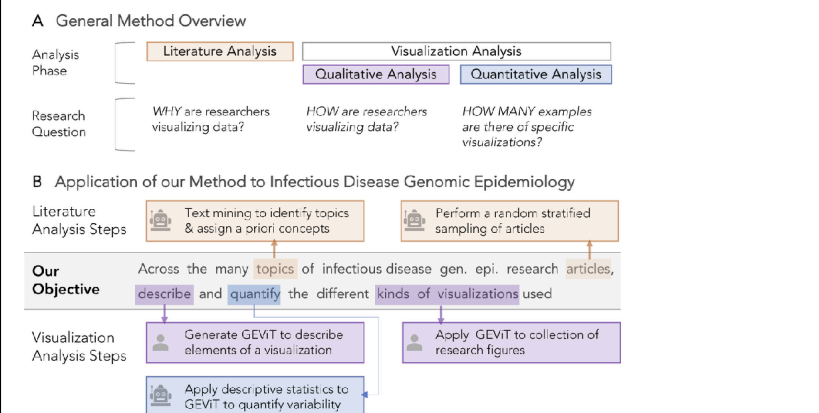 A General Method Overview
Analysis
Phase
Literature Analysis
Visualization Analysis
Qualitative Analysis
Quantitative Analysis
Research
Question
WHY are researchers
visualizing data?
HOW are researchers
visualizing data?
HOW MANY examples
are there of specific
visualizations?
B Application of our Method to Infectious Disease Genomic Epidemiology
Literature
Analysis Steps
Text mining to identify topics
& assign a priori concepts
Perform a random stratified
sampling of articles
Our
Objective
Across the many topics of infectious disease gen. epi. research articles,
describe and quantify the different kinds of visualizations used
Visualization
Analysis Steps
Generate GEViT to describe
elements of a visualization
Apply GEViT to collection of
research figures
Apply descriptive statistics to
GEViT to quantify variability